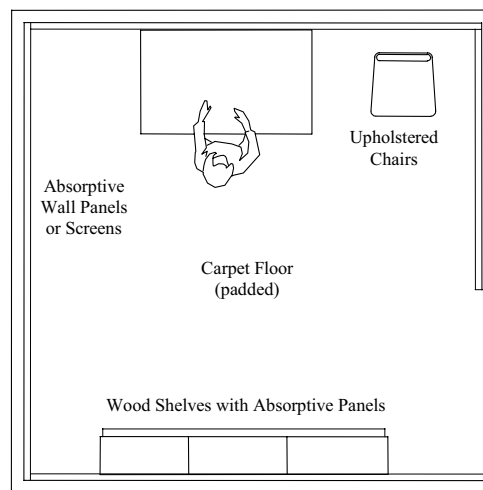 Upholstered
Chairs
Absorptive
Wall Panels
or Screens
Carpet Floor
(padded)
Wood Shelves with Absorptive Panels